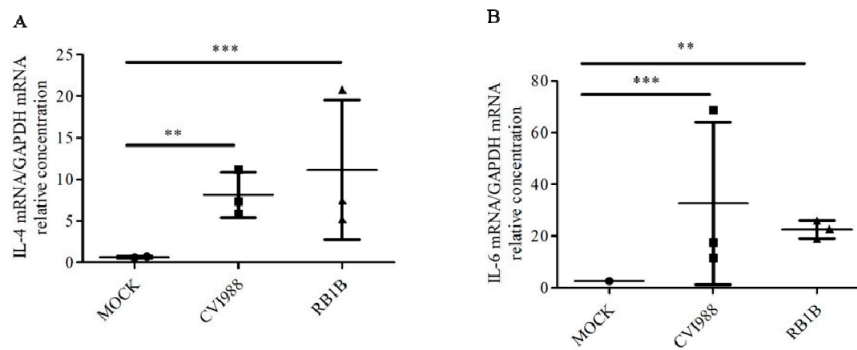 A
IL-4 mRNA/GAPDH mRNA
relative concentration
25
20
15
10
5
0
***
**
MOCK
CVI988
RB1B
B
IL-6 mRNA/GAPDH mRNA
relative concentration
80
60
40
20
0
**
***
MOCK
CVI988
RB1B